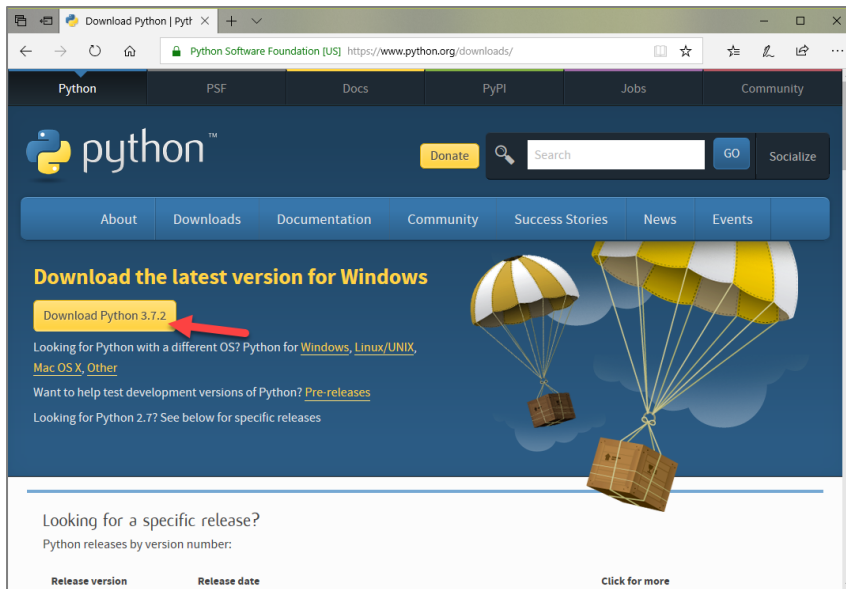 Download Python | Pyth
Python Software Foundation [US] https://www.python.org/downloads/
Python PSF Docs PyPI Jobs Community
python™
Donate Search GO Socialize
About Downloads Documentation Community Success Stories News Events
Download the latest version for Windows
Download Python 3.7.2
Looking for Python with a different OS? Python for Windows, Linux/UNIX,
Mac OS X, Other
Want to help test development versions of Python? Pre-releases
Looking for Python 2.7? See below for specific releases
Looking for a specific release?
Python releases by version number:
Release version Release date Click for more